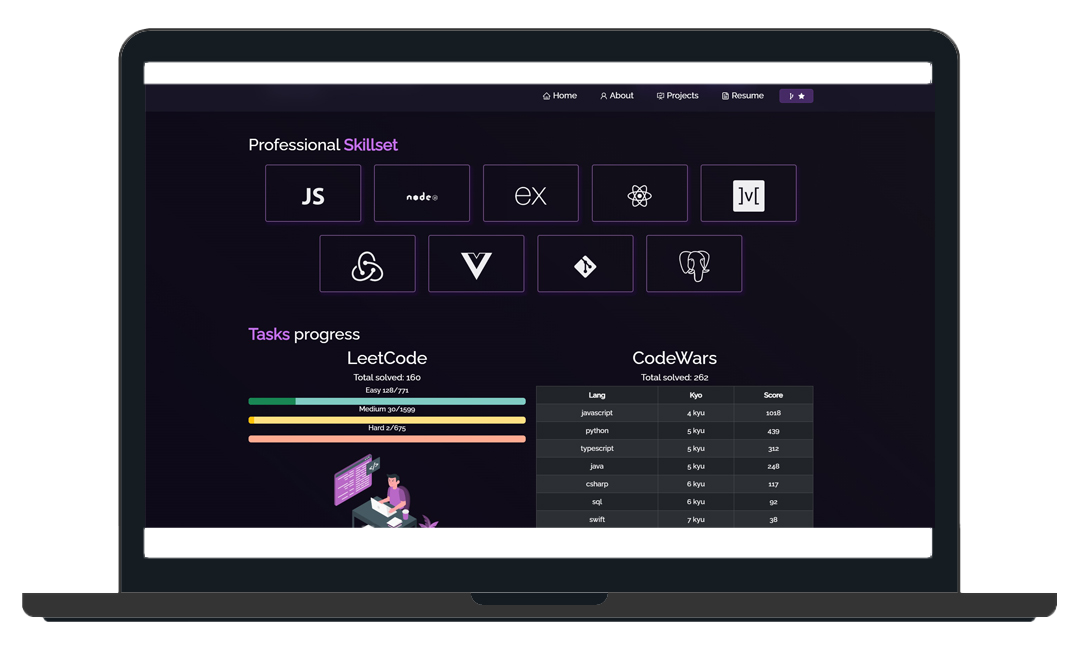 Home About Projects Resume
Professional Skillset
JS node ex ]v[
Tasks progress
LeetCode
Total solved: 160
Easy 128/771
Medium 30/1599
Hard 2/675
CodeWars
Total solved: 262
Lang Kyo Score
javascript 4 kyu 1018
python 5 kyu 439
typescript 5 kyu 312
java 5 kyu 248
csharp 6 kyu 117
sql 6 kyu 92
swift 7 kyu 38